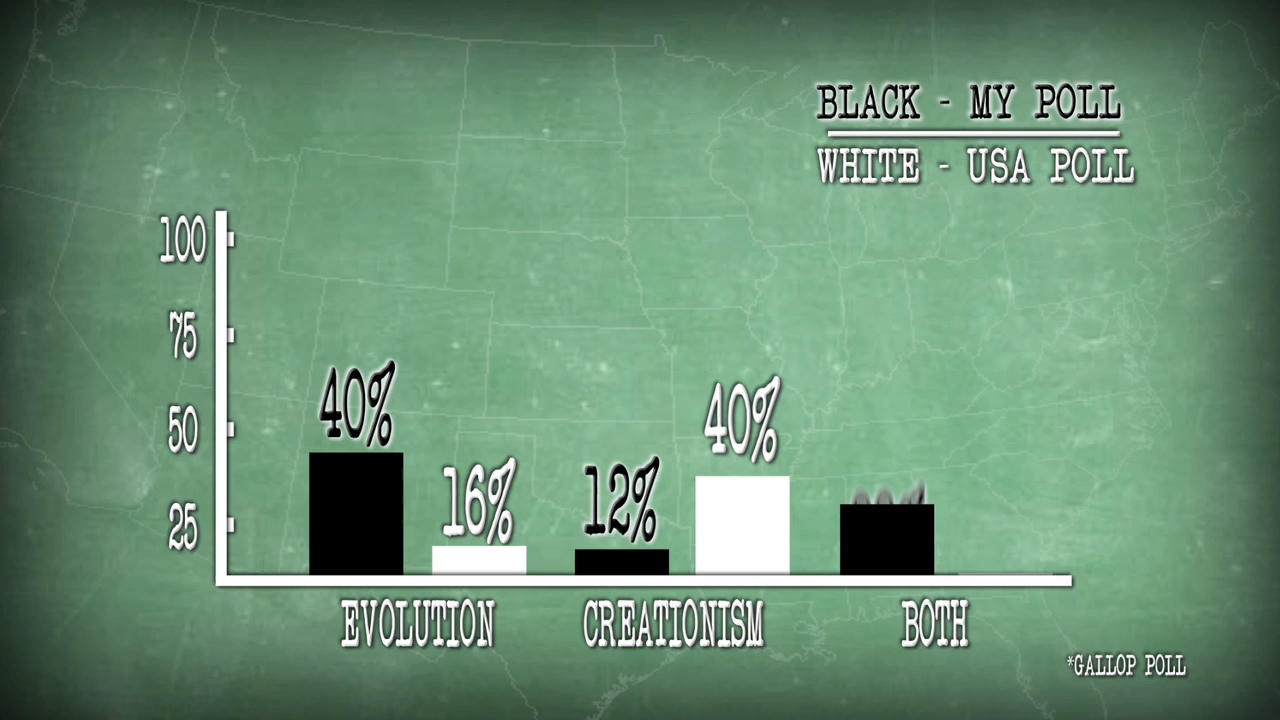 BLACK - MY POLL
WHITE - USA POLL
100
75
50
25
40%
16%
12%
40%
EVOLUTION
CREATIONISM
BOTH
*GALLOP POLL